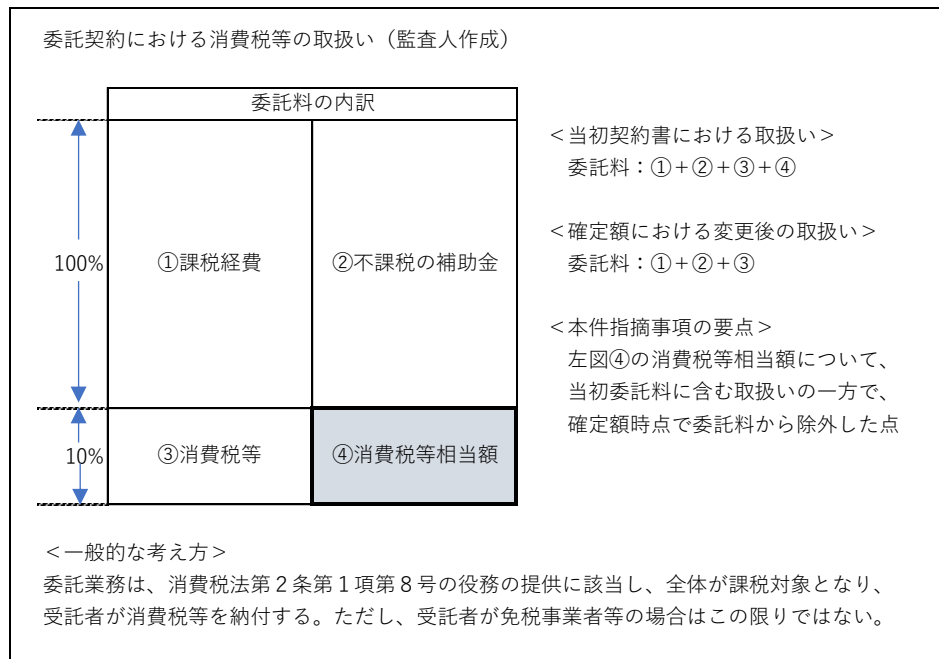 委託契約における消費税等の取扱い（監査人作成）
委託料の内訳
100%
①課税経費
②不課税の補助金
10%
③消費税等
④消費税等相当額
＜当初契約書における取扱い＞
委託料：①＋②＋③＋④
＜確定額における変更後の取扱い＞
委託料：①＋②＋③
＜本件指摘事項の要点＞
左図④の消費税等相当額について、
当初委託料に含む取扱いの一方で、
確定額時点で委託料から除外した点
＜一般的な考え方＞
委託業務は、消費税法第２条第１項第８号の役務の提供に該当し、全体が課税対象となり、
受託者が消費税等を納付する。ただし、受託者が免税事業者等の場合はこの限りではない。